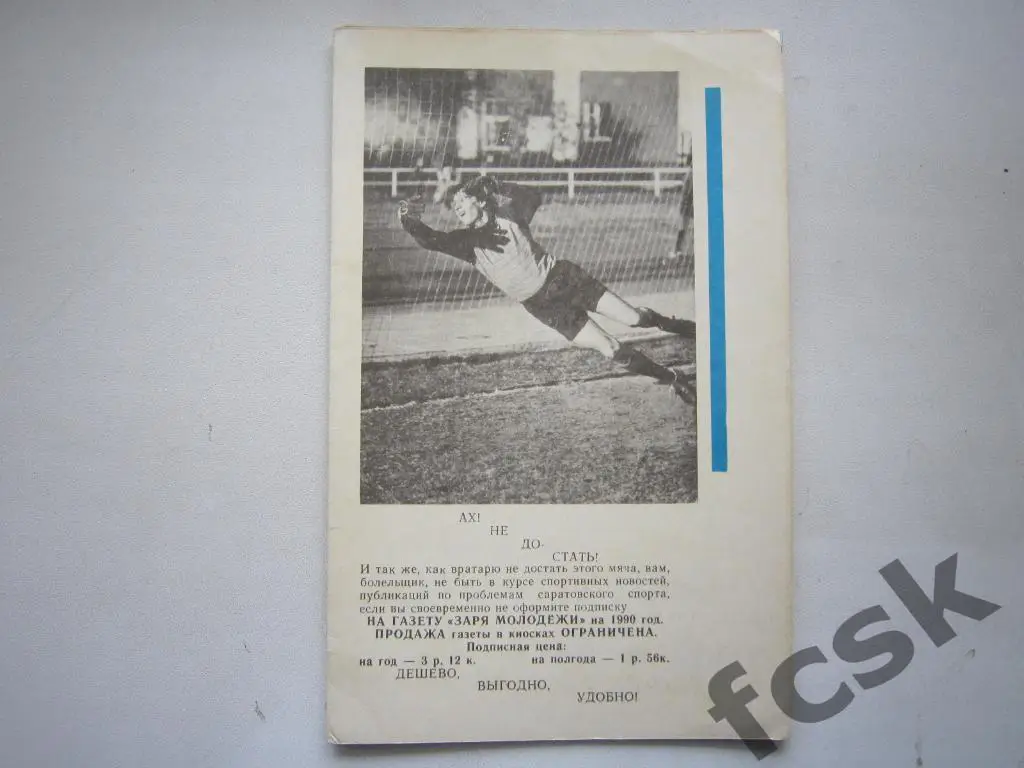 АХ!
НЕ
ДО-
СТАТЬ!
И так же, как вратарю не достать этого мяча, вам,
болельщик, не быть в курсе спортивных новостей,
публикаций по проблемам саратовского спорта,
если вы своевременно не оформите подписку
НА ГАЗЕТУ «ЗАРЯ МОЛОДЕЖИ» на 1990 год.
ПРОДАЖА газеты в киосках ОГРАНИЧЕНА.
Подписная цена:
на год — 3 р. 12 к. на полгода — 1 р. 56к.
ДЕШЕВО,
ВЫГОДНО,
УДОБНО!
fcsk